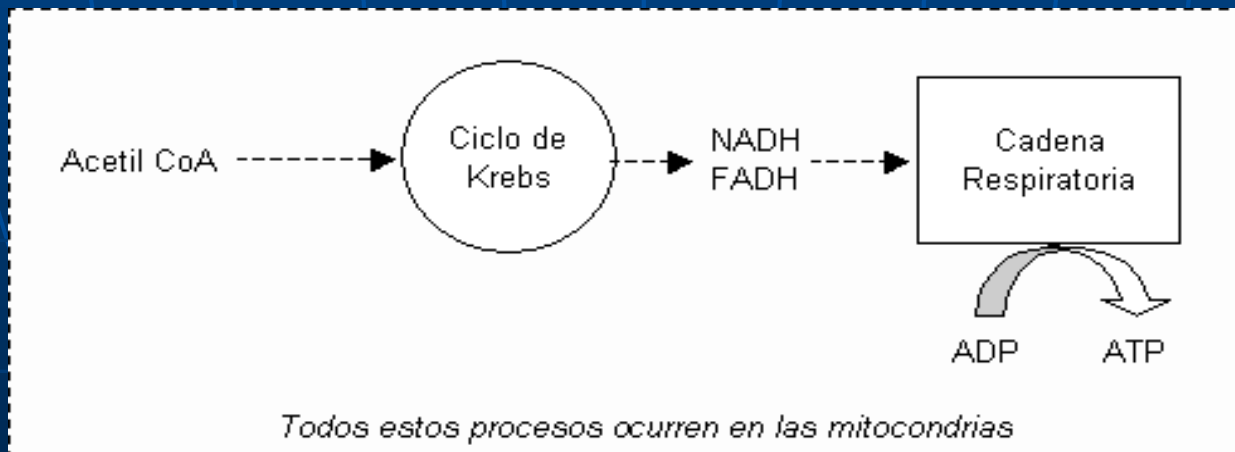 Acetil CoA
Ciclo de
Krebs
NADH
FADH
Cadena
Respiratoria
ADP
ATP
Todos estos procesos ocurren en las mitocondrias